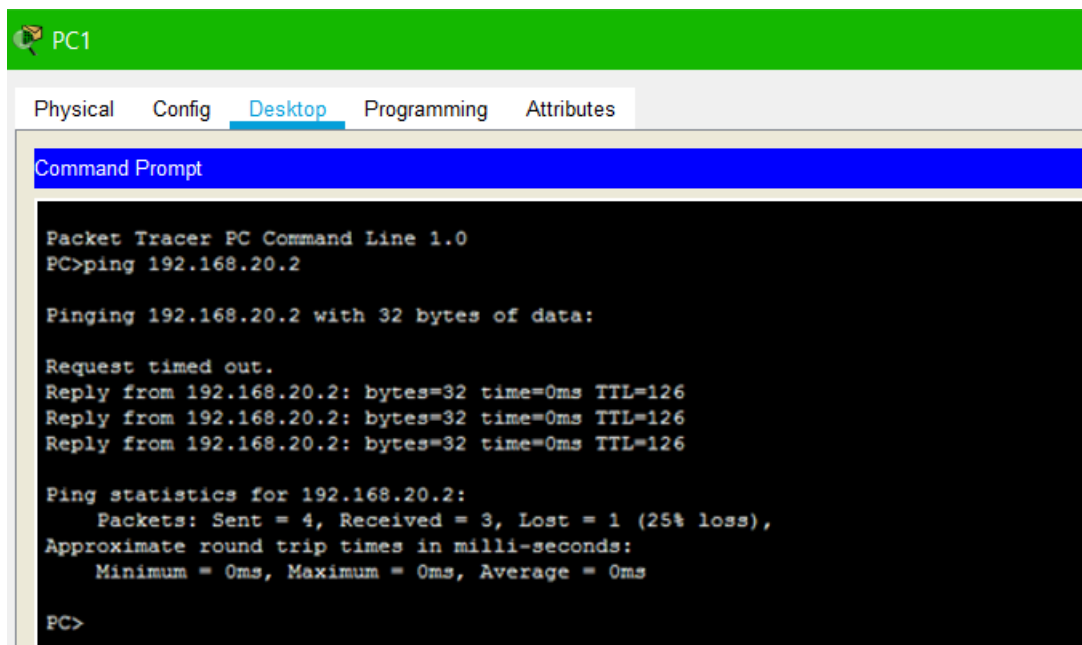 PC1
Physical Config Desktop Programming Attributes
Command Prompt
Packet Tracer PC Command Line 1.0
PC>ping 192.168.20.2
Pinging 192.168.20.2 with 32 bytes of data:
Request timed out.
Reply from 192.168.20.2: bytes=32 time=0ms TTL=126
Reply from 192.168.20.2: bytes=32 time=0ms TTL=126
Reply from 192.168.20.2: bytes=32 time=0ms TTL=126
Ping statistics for 192.168.20.2:
Packets: Sent = 4, Received = 3, Lost = 1 (25% loss),
Approximate round trip times in milli-seconds:
Minimum = 0ms, Maximum = 0ms, Average = 0ms
PC>